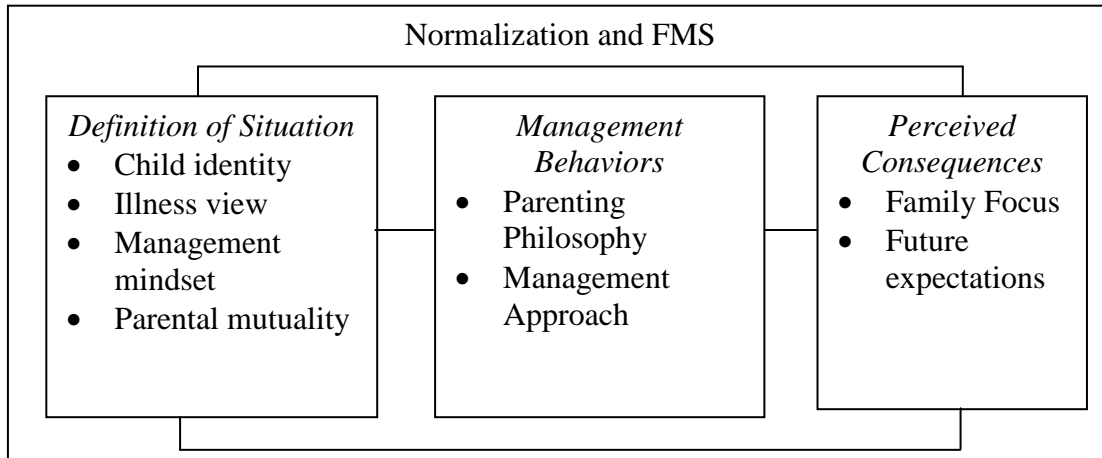 Normalization and FMS
Definition of Situation
• Child identity
• Illness view
• Management
mindset
• Parental mutuality
Management
Behaviors
• Parenting
Philosophy
• Management
Approach
Perceived
Consequences
• Family Focus
• Future
expectations